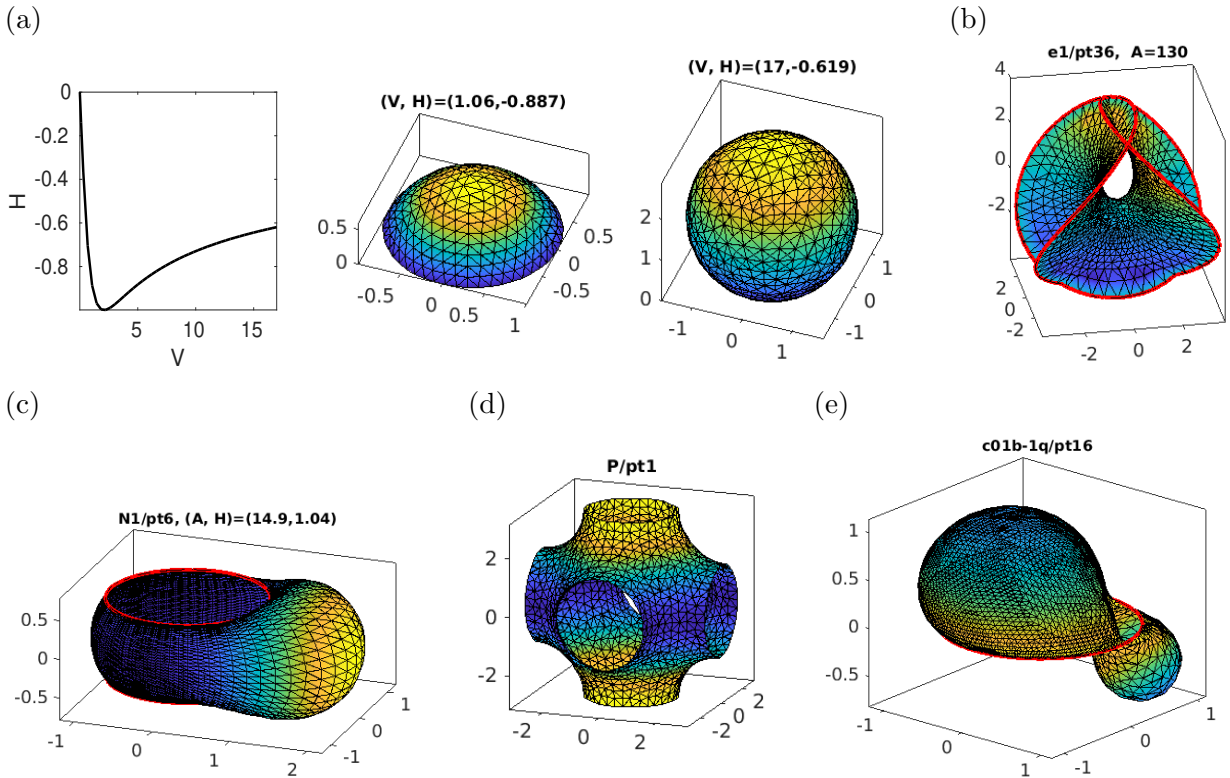 (a)
0
-0.2
-0.4
-0.6
-0.8
H
5 10 15
V
(V, H)=(1.06,-0.887)
0.5
0
-0.5 0 0.5 1
0.5
0
-0.5
(V, H)=(17,-0.619)
2
1
0
-1 0 1
1
0
-1
(b)
e1/pt36, A=130
4
2
0
-2
2
0
-2
-2 0 2
(c)
N1/pt6, (A, H)=(14.9,1.04)
0.5
0
-0.5
-1 0 1 2
1
0
-1
(d)
P/pt1
2
0
-2
-2 0 2
2
0
-2
(e)
c01b-1q/pt16
1
0.5
0
-0.5
-1 0 1
1
0
-1